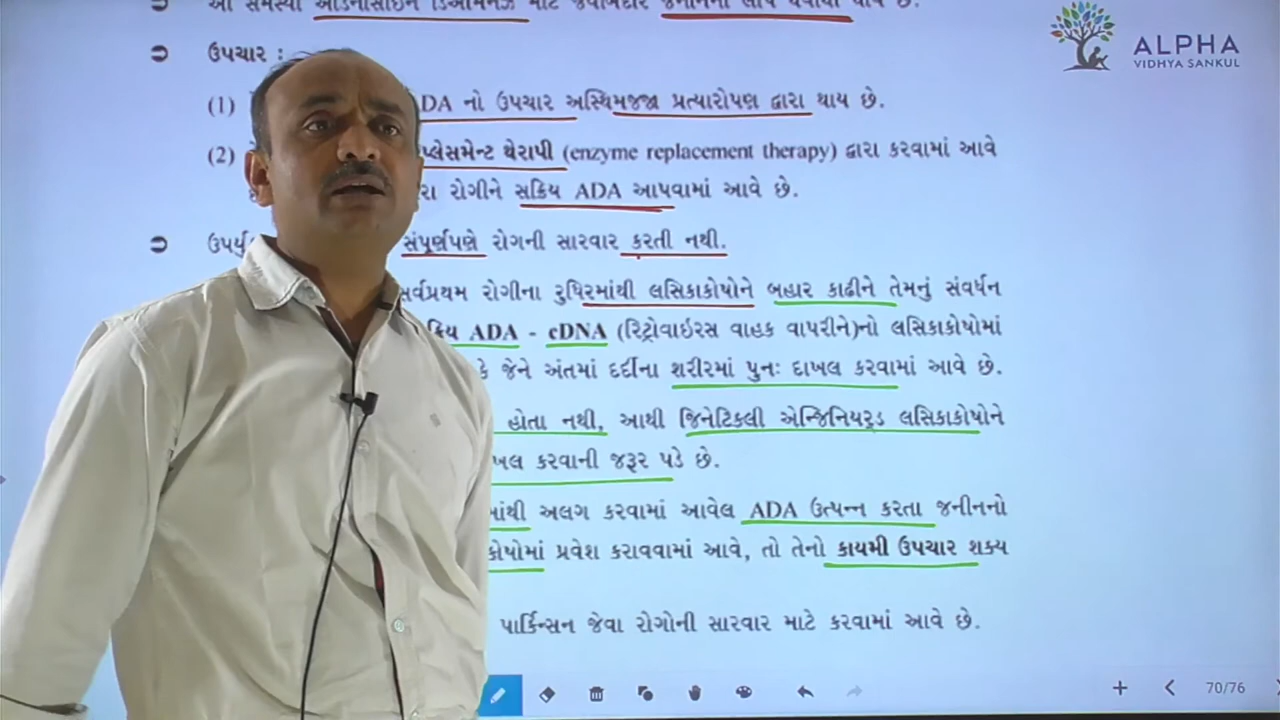 આ સમસ્યા એડિનોસાઇન ડિએમિનેઝ માટે જવાબદાર જનીનનો લોપ થવાથી થાય છે.
ALPHA
VIDHYA SANKUL
ઉપચાર :
(1) DA નો ઉપચાર અસ્થિમજ્જા પ્રત્યારોપણ દ્વારા થાય છે.
(2) પ્લેસમેન્ટ થેરાપી (enzyme replacement therapy) દ્વારા કરવામાં આવે
રા રોગીને સક્રિય ADA આપવામાં આવે છે.
ઉપર્યુ સંપૂર્ણપણે રોગની સારવાર કરતી નથી.
સર્વપ્રથમ રોગીના રુધિરમાંથી લસિકાકોષોને બહાર કાઢીને તેમનું સંવર્ધન
ક્રિય ADA - cDNA (રિટ્રોવાઇરસ વાહક વાપરીને)નો લસિકાકોષોમાં
કે જેને અંતમાં દર્દીના શરીરમાં પુનઃ દાખલ કરવામાં આવે છે.
હોતા નથી, આથી જિનેટિકલી એન્જિનિયર્ડ લસિકાકોષોને
ખલ કરવાની જરૂર પડે છે.
માંથી અલગ કરવામાં આવેલ ADA ઉત્પન્ન કરતા જનીનનો
કોષોમાં પ્રવેશ કરાવવામાં આવે, તો તેનો કાયમી ઉપચાર શક્ય
પાર્કિન્સન જેવા રોગોની સારવાર માટે કરવામાં આવે છે.
70/76